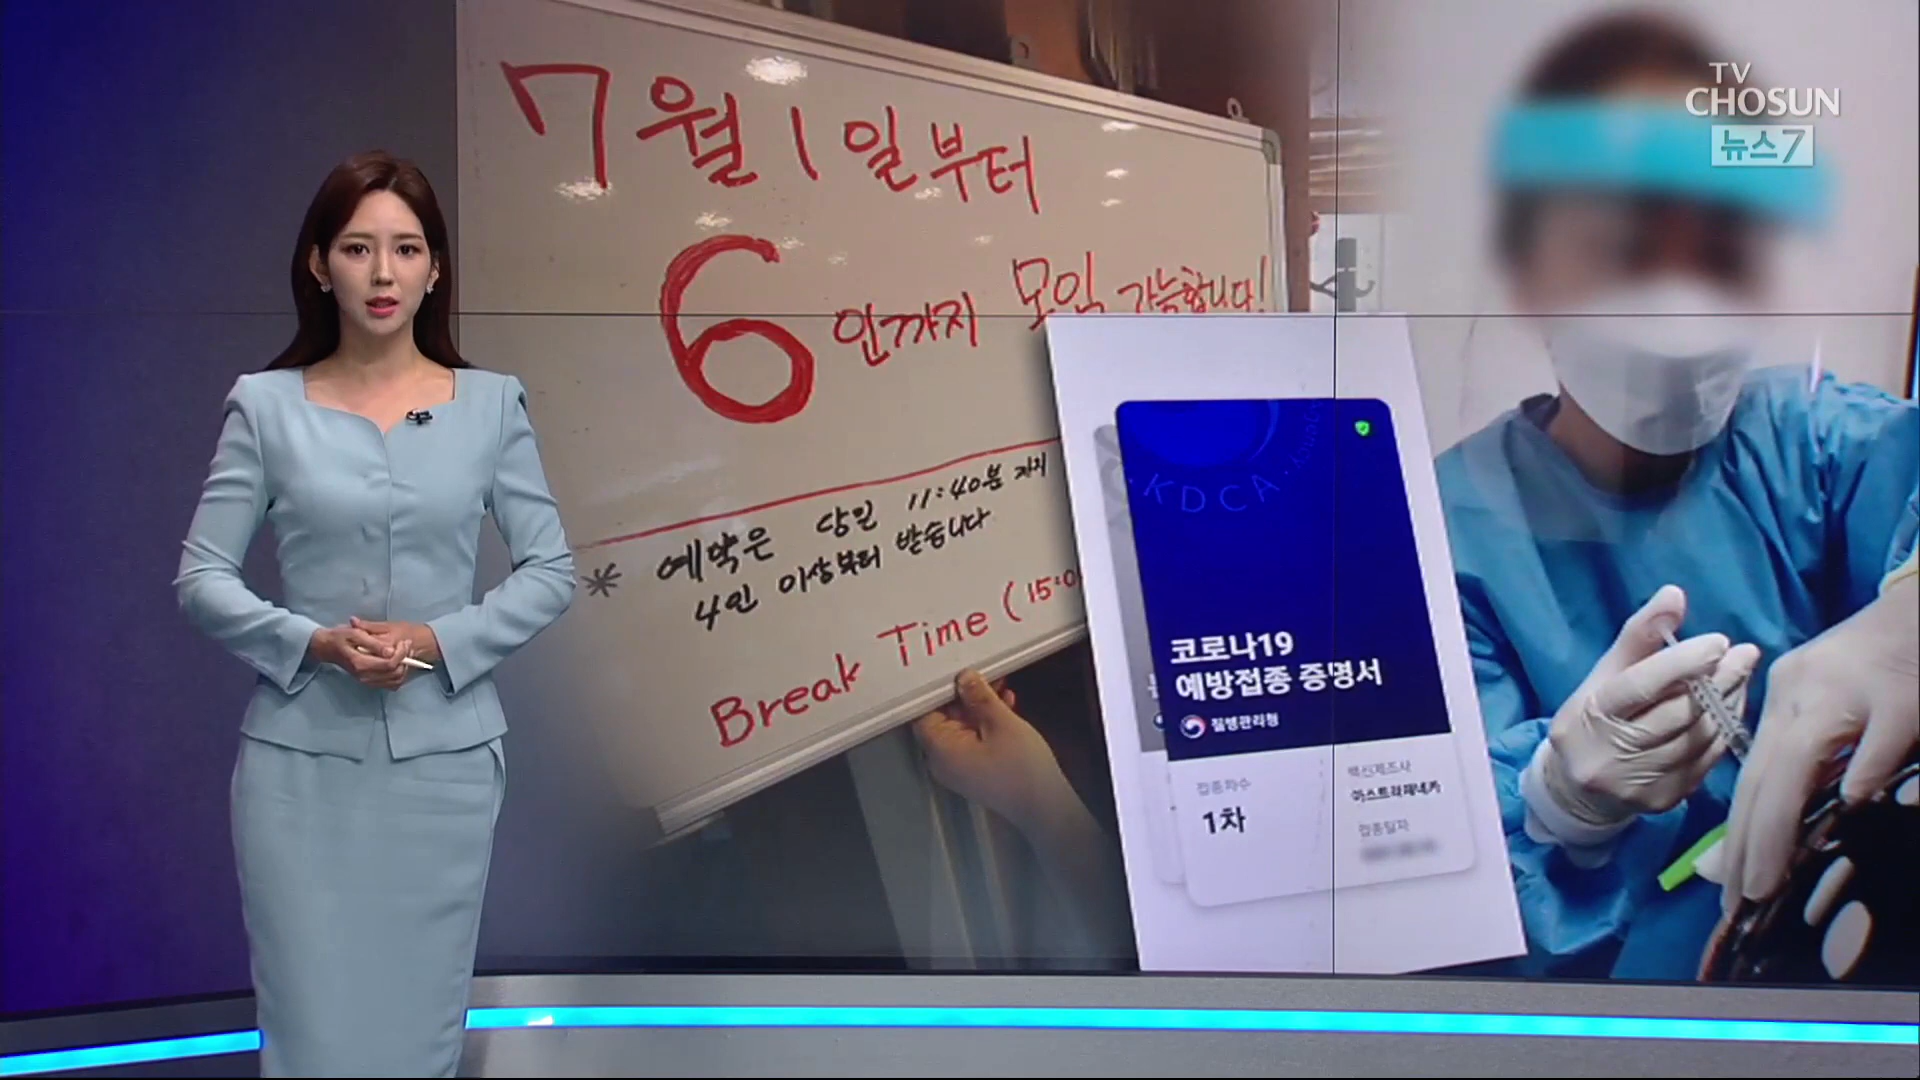 TV
CHOSUN
뉴스7
7월 1일부터
6인까지 모임 가능합니다!
※ 예약은 당일 11:40분 까지
4인 이상부터 받습니다
Break Time (15:0
KDCA
코로나19
예방접종 증명서
질병관리청
접종차수
1차
백신제조사
아스트라제네카
접종일자